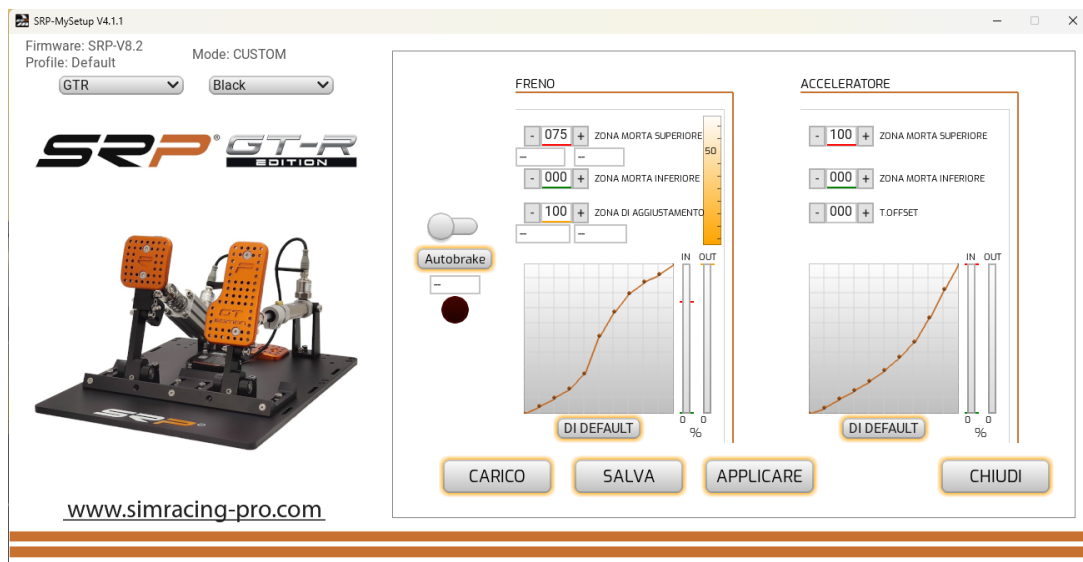 SRP-MySetup V4.1.1
Firmware: SRP-V8.2
Profile: Default
Mode: CUSTOM
GTR
Black
SRP® GT-R
EDITION
Autobrake
--
www.simracing-pro.com
FRENO
- 075 + ZONA MORTA SUPERIORE
-- --
- 000 + ZONA MORTA INFERIORE
- 100 + ZONA DI AGGIUSTAMENTO
-- --
50
IN OUT
0 0
%
DI DEFAULT
ACCELERATORE
- 100 + ZONA MORTA SUPERIORE
- 000 + ZONA MORTA INFERIORE
- 000 + T.OFFSET
IN OUT
0 0
%
DI DEFAULT
CARICO
SALVA
APPLICARE
CHIUDI